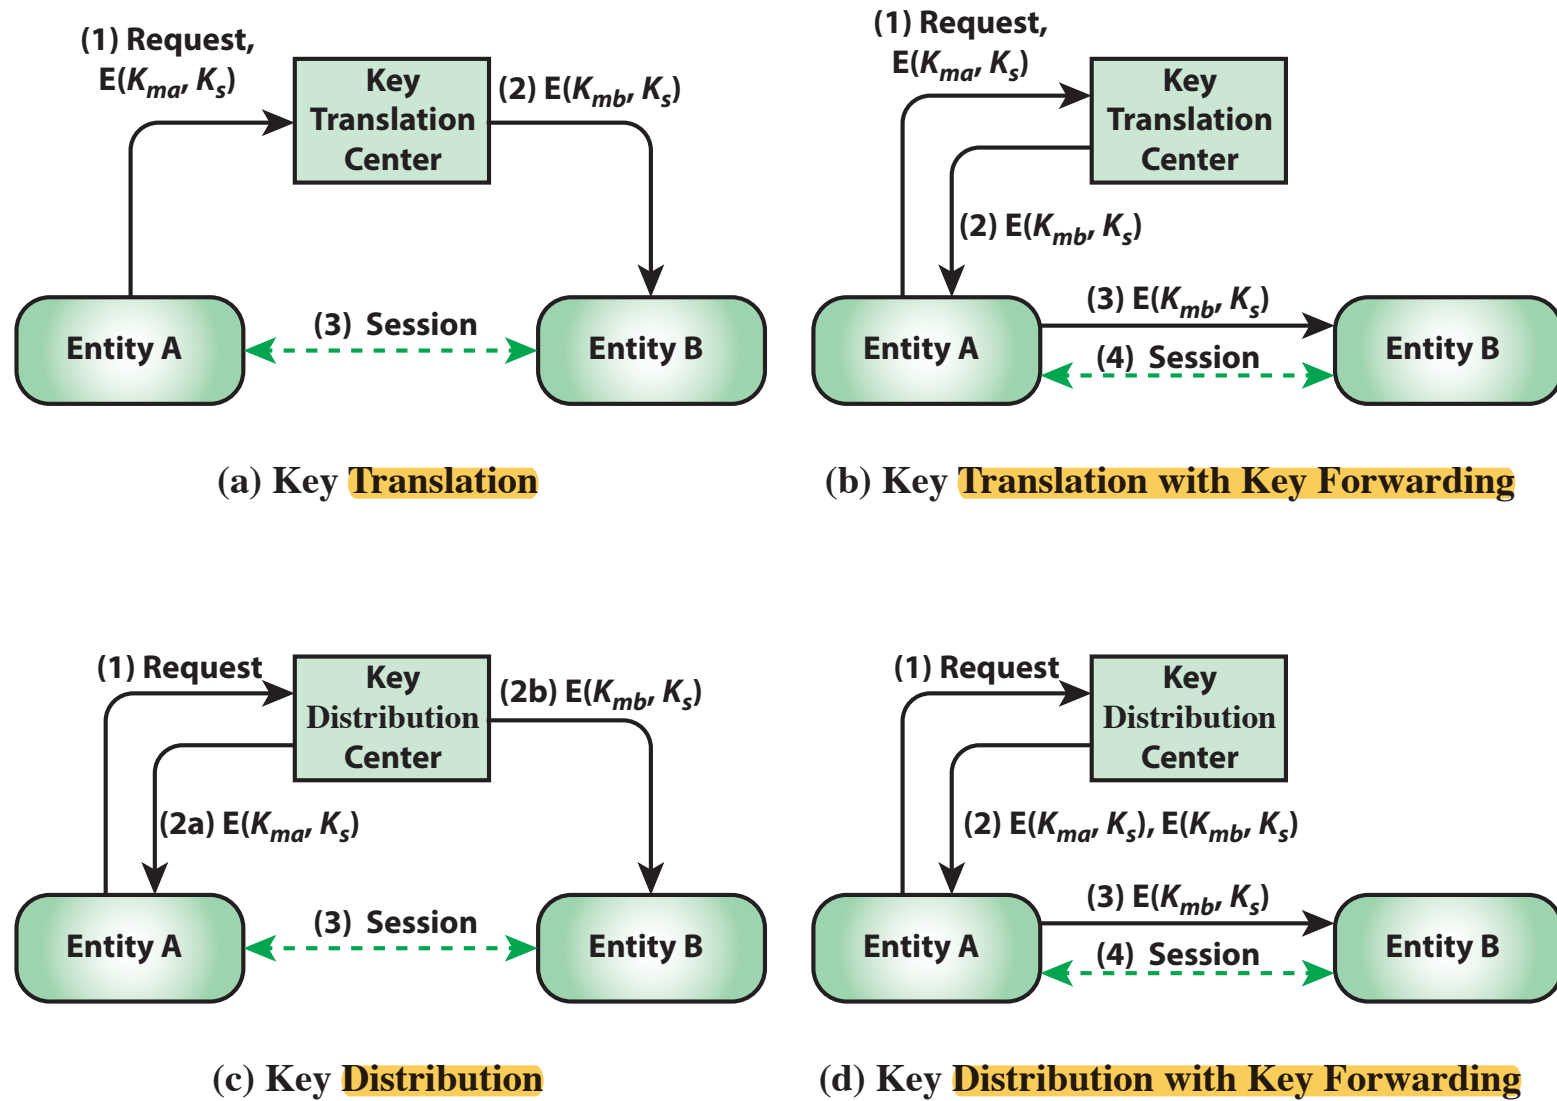 (1) Request,
E(Kma, Ks)
Key
Translation
Center
(2) E(Kmb, Ks)
Entity A
(3) Session
Entity B
(a) Key Translation
(1) Request,
E(Kma, Ks)
Key
Translation
Center
(2) E(Kmb, Ks)
(3) E(Kmb, Ks)
Entity A
(4) Session
Entity B
(b) Key Translation with Key Forwarding
(1) Request
Key
Distribution
Center
(2b) E(Kmb, Ks)
(2a) E(Kma, Ks)
Entity A
(3) Session
Entity B
(c) Key Distribution
(1) Request
Key
Distribution
Center
(2) E(Kma, Ks), E(Kmb, Ks)
(3) E(Kmb, Ks)
Entity A
(4) Session
Entity B
(d) Key Distribution with Key Forwarding